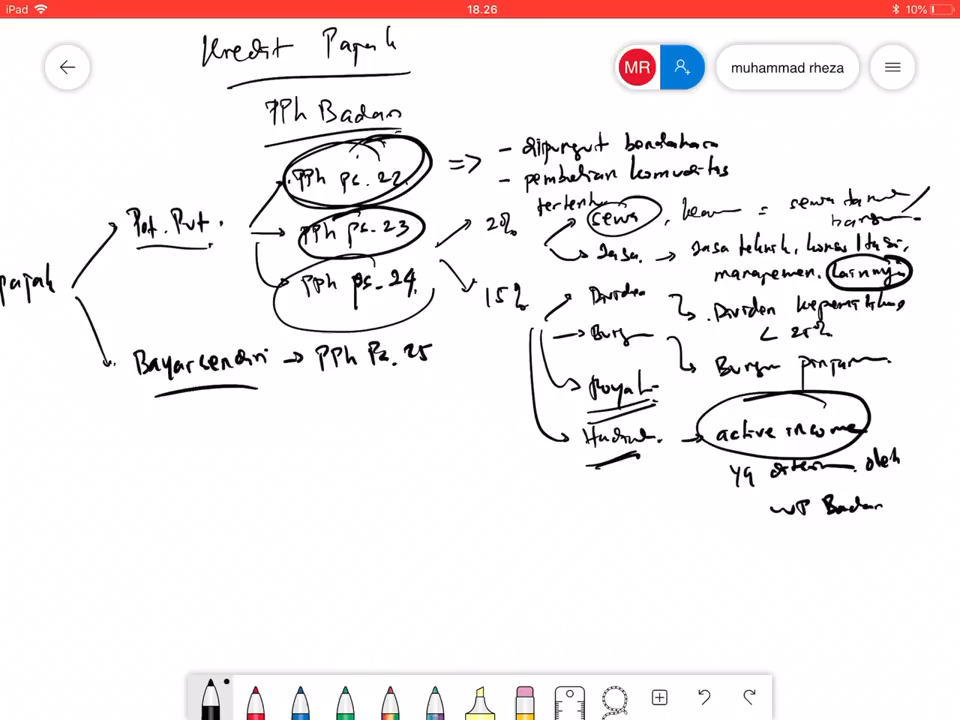 iPad
18.26
10%
Kredit Pajak
MR
muhammad rheza
PPh Badan
PPh ps. 22
=> - dipungut bendahara
- pembelian komoditas
tertentu
Pot. Put.
PPh ps. 23
2%
sewa
= sewa tanah
bangun
Jasa → Jasa teknik, konsultasi,
manajemen, lainnya
PPh ps. 24
15%
Dividen
Dividen kepemilikan
< 25%
pajak
Bunga
Bunga pinjaman
Bayar sendiri → PPh Ps. 25
Royalti
Hadiah → active income
yg diterima oleh
WP Badan